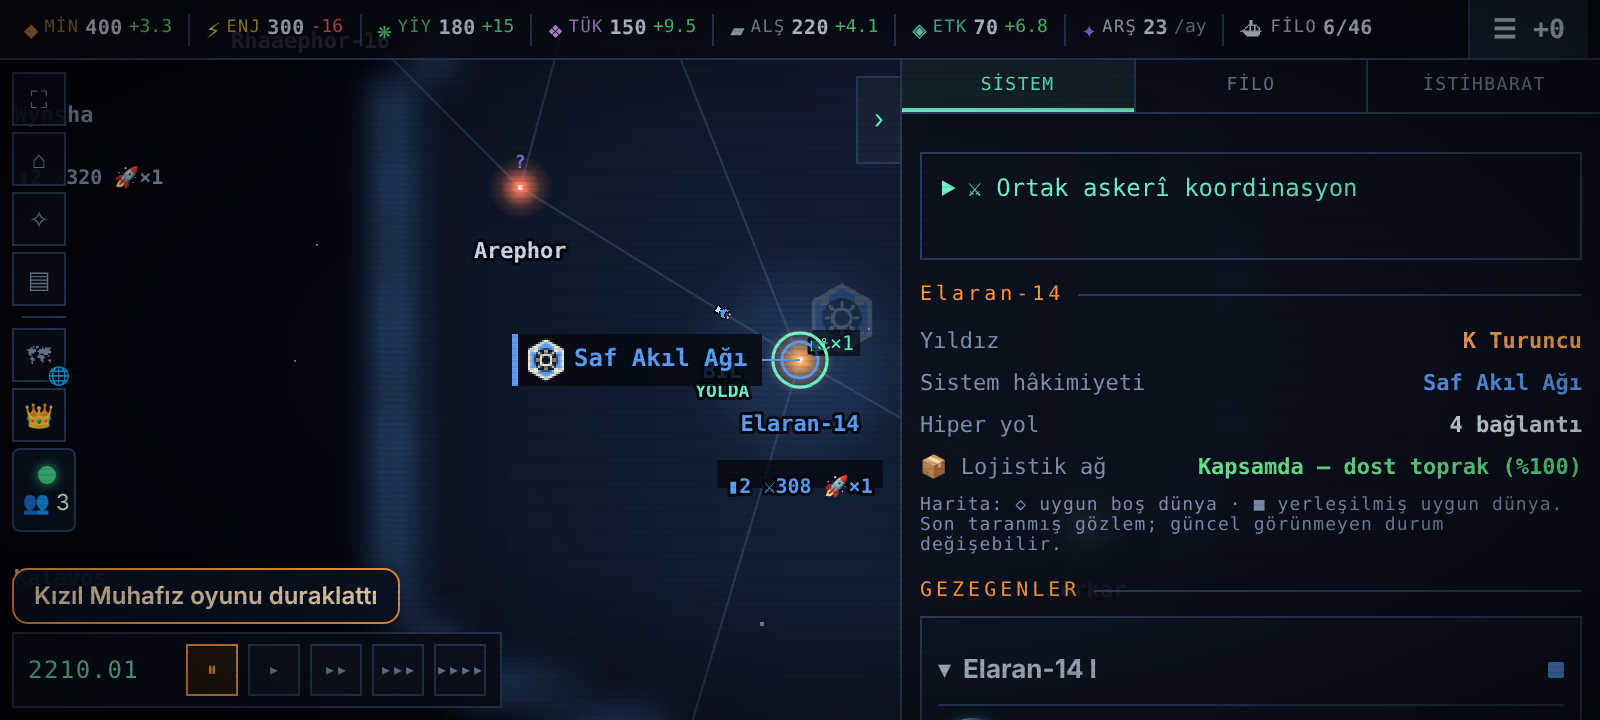 MİN 400 +3.3
ENJ 300 -16
YİY 180 +15
TÜK 150 +9.5
ALŞ 220 +4.1
ETK 70 +6.8
ARŞ 23 /ay
FİLO 6/46
☰ +0
Rhaaephor-16
SİSTEM
FİLO
İSTİHBARAT
Wynsha
320 🚀×1
?
Arephor
›
▶ ⚔ Ortak askerî koordinasyon
Elaran-14
Yıldız K Turuncu
Sistem hâkimiyeti Saf Akıl Ağı
Hiper yol 4 bağlantı
📦 Lojistik ağ Kapsamda — dost toprak (%100)
Harita: ◇ uygun boş dünya · ■ yerleşilmiş uygun dünya.
Son taranmış gözlem; güncel görünmeyen durum
değişebilir.
GEZEGENLER
▼ Elaran-14 I
×1
Saf Akıl Ağı
YOLDA
Elaran-14
▮2 ⚔308 🚀×1
👥 3
Kızıl Muhafız oyunu duraklattı
2210.01